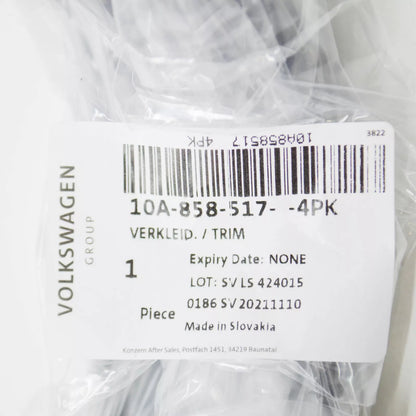 3822
10A858517 4PK
VOLKSWAGEN
GROUP
10A-858-517- -4PK
VERKLEID. / TRIM
1
Piece
Expiry Date: NONE
LOT: SV LS 424015
0186 SV 20211110
Made in Slovakia
Konzern After Sales, Postfach 1451, 34219 Baunatal